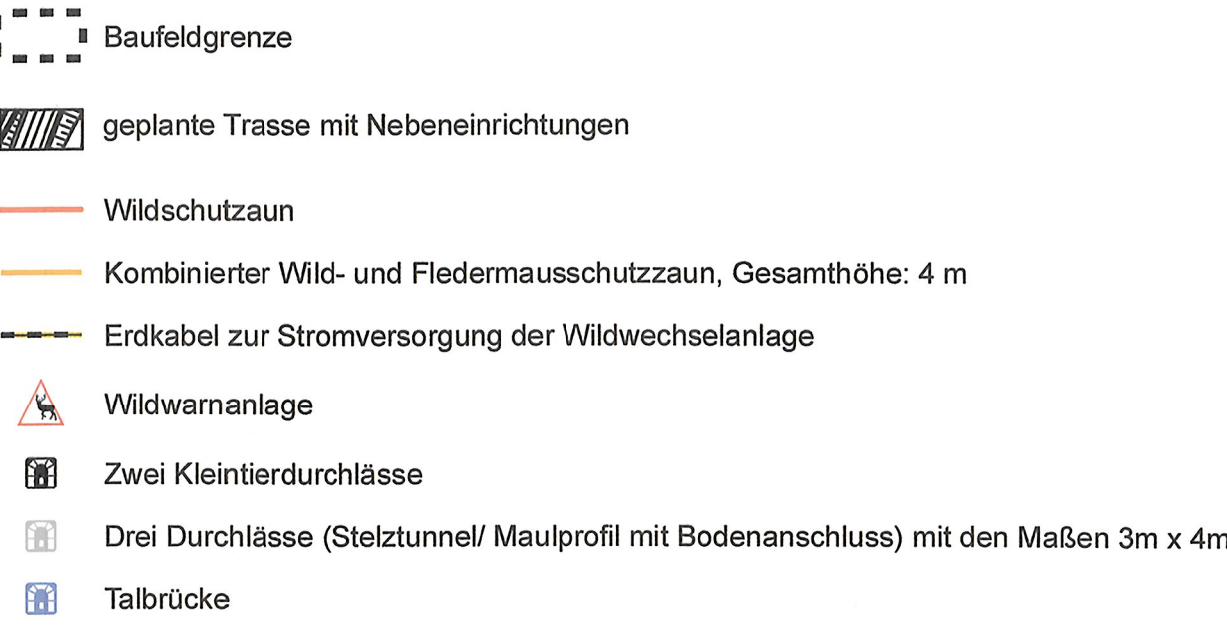 Baufeldgrenze
geplante Trasse mit Nebeneinrichtungen
Wildschutzaun
Kombinierter Wild- und Fledermausschutzzaun, Gesamthöhe: 4 m
Erdkabel zur Stromversorgung der Wildwechselanlage
Wildwarnanlage
Zwei Kleintierdurchlässe
Drei Durchlässe (Stelztunnel/ Maulprofil mit Bodenanschluss) mit den Maßen 3m x 4m
Talbrücke